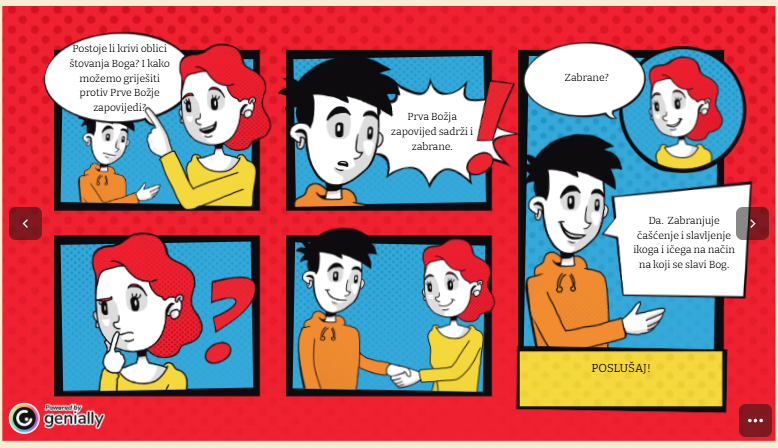 Postoje li krivi oblici
štovanja Boga? I kako
možemo griješiti
protiv Prve Božje
zapovijedi?
Prva Božja
zapovijed sadrži i
zabrane.
Zabrane?
Da. Zabranjuje
čašćenje i slavljenje
ikoga i ičega na način
na koji se slavi Bog.
POSLUŠAJ!
Powered by
genially